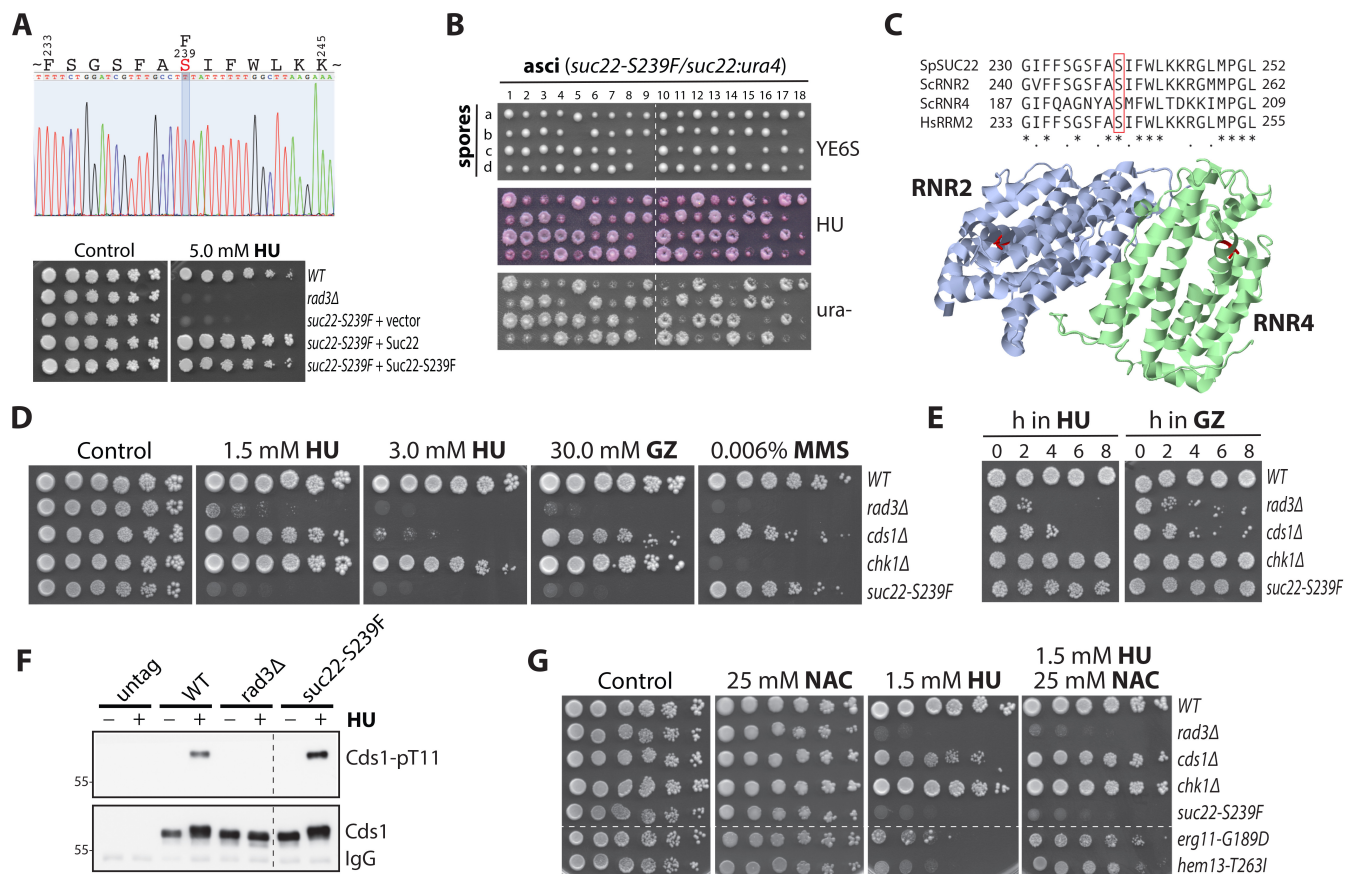 A
F
233 239 245
~F S G S F A S I F W L K K~
TTTTCTGGATCGTTTGCCTTTATTTTTTGGCTTAAGAAA
Control
5.0 mM HU
WT
rad3Δ
suc22-S239F + vector
suc22-S239F + Suc22
suc22-S239F + Suc22-S239F
B
asci (suc22-S239F/suc22:ura4)
1 2 3 4 5 6 7 8 9 10 11 12 13 14 15 16 17 18
spores
a
b
c
d
YE6S
HU
ura-
C
SpSUC22 230 GIFFSGSFASIFWLKKRGLMPGL 252
ScRNR2 240 GVFFSGSFASIFWLKKRGMMPGL 262
ScRNR4 187 GIFQAGNYASMFWLTDKKIMPGL 209
HsRRM2 233 GIFFSGSFASIFWLKKRGLMPGL 255
* * * ** *** ****
. . . . .
RNR2
RNR4
D
Control
1.5 mM HU
3.0 mM HU
30.0 mM GZ
0.006% MMS
WT
rad3Δ
cds1Δ
chk1Δ
suc22-S239F
E
h in HU
h in GZ
0 2 4 6 8
0 2 4 6 8
WT
rad3Δ
cds1Δ
chk1Δ
suc22-S239F
F
untag
WT
rad3Δ
suc22-S239F
– + – + – + – +
HU
Cds1-pT11
55-
Cds1
55-
IgG
G
Control
25 mM NAC
1.5 mM HU
1.5 mM HU
25 mM NAC
WT
rad3Δ
cds1Δ
chk1Δ
suc22-S239F
erg11-G189D
hem13-T263I